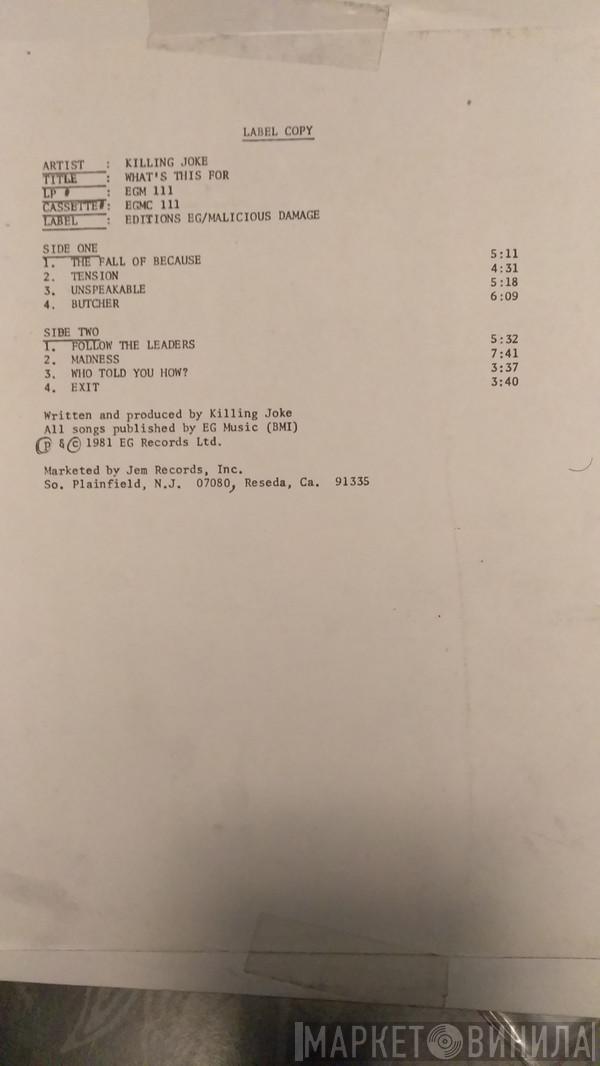 LABEL COPY
ARTIST : KILLING JOKE
TITLE : WHAT'S THIS FOR
LP # : EGM 111
CASSETTE#: EGMC 111
LABEL : EDITIONS EG/MALICIOUS DAMAGE
SIDE ONE
1. THE FALL OF BECAUSE 5:11
2. TENSION 4:31
3. UNSPEAKABLE 5:18
4. BUTCHER 6:09
SIDE TWO
1. FOLLOW THE LEADERS 5:32
2. MADNESS 7:41
3. WHO TOLD YOU HOW? 3:37
4. EXIT 3:40
Written and produced by Killing Joke
All songs published by EG Music (BMI)
Ⓟ & © 1981 EG Records Ltd.
Marketed by Jem Records, Inc.
So. Plainfield, N.J. 07080, Reseda, Ca. 91335
МАРКЕТ ВИНИЛА